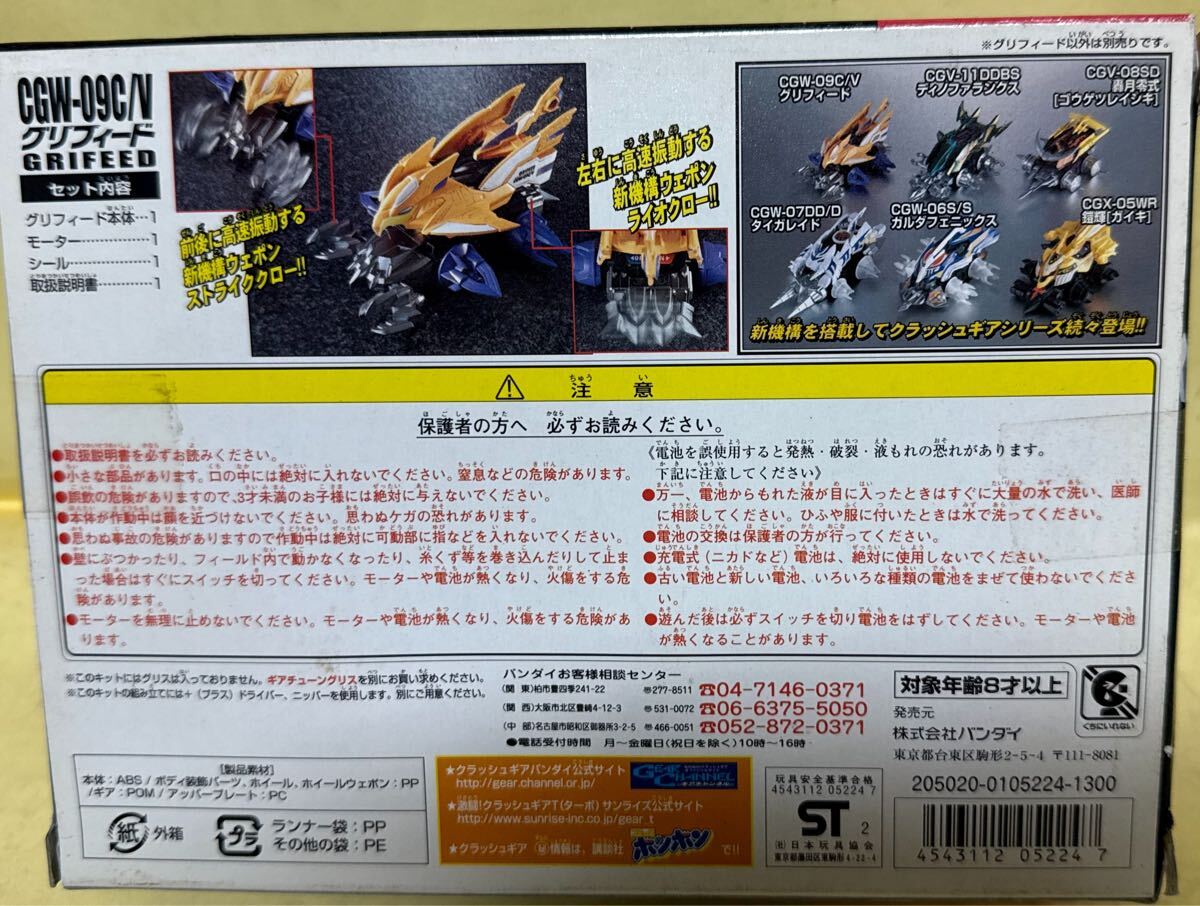 ※グリフィード以外は別売りです。
CGW-09C/V
グリフィード
GRIFEED
セット内容
グリフィード本体…1
モーター……………1
シール………………1
取扱説明書…………1
前後に高速振動する
新機構ウェポン
ストライククロー!!
左右に高速振動する
新機構ウェポン
ライオクロー!!
CGW-09C/V
グリフィード
CGV-11DDBS
ディノファランクス
CGV-08SD
轟月零式
[ゴウゲツレイシキ]
CGW-07DD/D
タイガレイド
CGW-06S/S
ガルダフェニックス
CGX-05WR
鎧輝[ガイキ]
新機構を搭載してクラッシュギアシリーズ続々登場!!
⚠ 注意
保護者の方へ 必ずお読みください。
●取扱説明書を必ずお読みください。
●小さな部品があります。口の中には絶対に入れないでください。窒息などの危険があります。
●誤飲の危険がありますので、3才未満のお子様には絶対に与えないでください。
●本体が作動中は顔を近づけないでください。思わぬケガの恐れがあります。
●思わぬ事故の危険がありますので作動中は絶対に可動部に指などを入れないでください。
●壁にぶつかったり、フィールド内で動かなくなったり、糸くず等を巻き込んだりして止ま
った場合はすぐにスイッチを切ってください。モーターや電池が熱くなり、火傷をする危
険があります。
●モーターを無理に止めないでください。モーターや電池が熱くなり、火傷をする危険があ
ります。
《電池を誤使用すると発熱・破裂・液もれの恐れがあります。
下記に注意してください》
●万一、電池からもれた液が目に入ったときはすぐに大量の水で洗い、医師
に相談してください。ひふや服に付いたときは水で洗ってください。
●電池の交換は保護者の方が行ってください。
●充電式（ニカドなど）電池は、絶対に使用しないでください。
●古い電池と新しい電池、いろいろな種類の電池をまぜて使わないでくださ
い。
●遊んだ後は必ずスイッチを切り電池をはずしてください。モーターや電池
が熱くなることがあります。
※このキットにはグリスは入っておりません。ギアチューングリスを別にお買い求めください。
※このキットの組み立てには＋（プラス）ドライバー、ニッパーを使用します。別にご用意ください。
バンダイお客様相談センター
（関 東）柏市豊四季241-22 〒277-8511 ☎04-7146-0371
（関 西）大阪市北区豊崎4-12-3 〒531-0072 ☎06-6375-5050
（中 部）名古屋市昭和区御器所3-2-5 〒466-0051 ☎052-872-0371
●電話受付時間 月～金曜日(祝日を除く)10時～16時
対象年齢8才以上
くちにいれない
発売元
株式会社バンダイ
東京都台東区駒形2-5-4 〒111-8081
205020-0105224-1300
［製品素材］
本体：ABS / ボディ装飾パーツ、ホイール、ホイールウェポン：PP
/ギア：POM / アッパープレート：PC
紙 外箱
プラ ランナー袋：PP
その他の袋：PE
★クラッシュギアバンダイ公式サイト
http://gear.channel.or.jp/
GEAR CHANNEL
★激闘!クラッシュギアT(ターボ) サンライズ公式サイト
http://www.sunrise-inc.co.jp/gear_t
★クラッシュギア㊙情報は、講談社 ボンボン で!!
玩具安全基準合格
4543112 05224 7
ST 2
(社)日本玩具協会
東京都墨田区東駒形4-22-4
4543112 052247